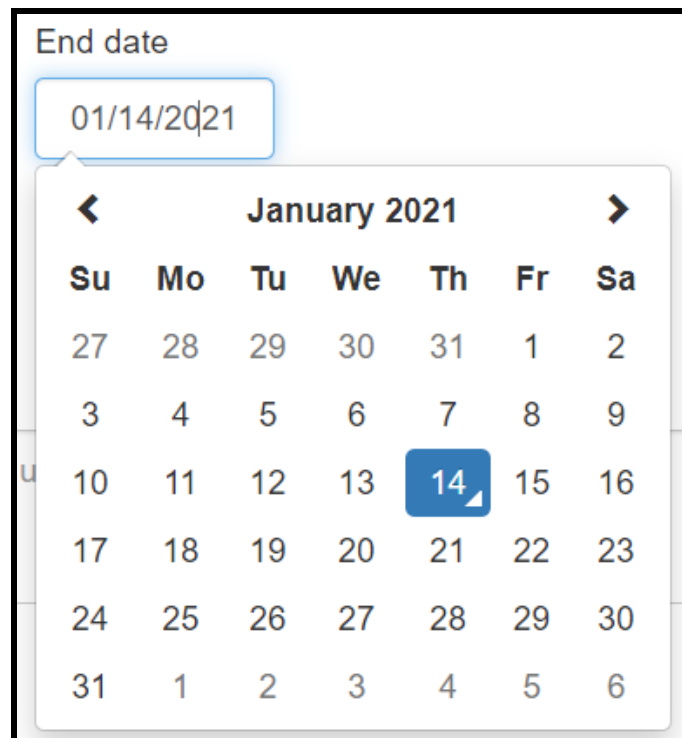 End date
01/14/2021
January 2021
Su Mo Tu We Th Fr Sa
27 28 29 30 31 1 2
3 4 5 6 7 8 9
u
10 11 12 13 14 15 16
17 18 19 20 21 22 23
24 25 26 27 28 29 30
31 1 2 3 4 5 6